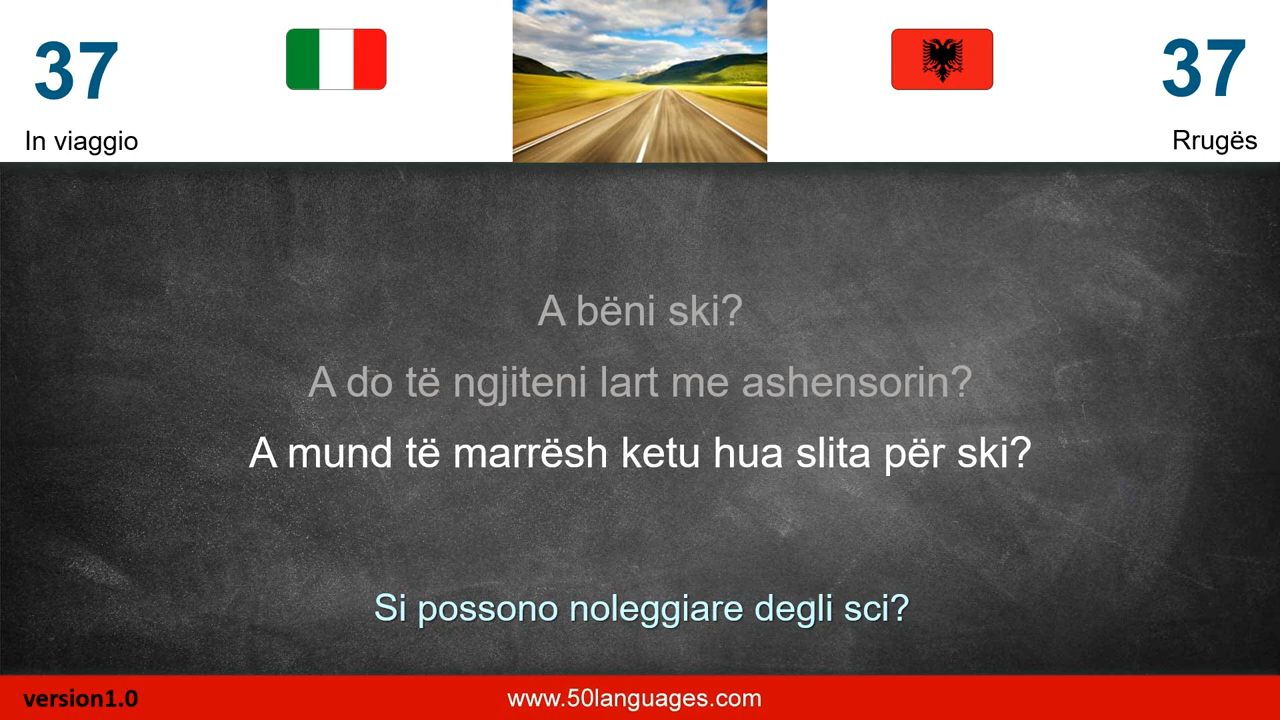 37
37
In viaggio
Rrugës
A bëni ski?
A do të ngjiteni lart me ashensorin?
A mund të marrësh ketu hua slita për ski?
Si possono noleggiare degli sci?
version1.0
www.50languages.com